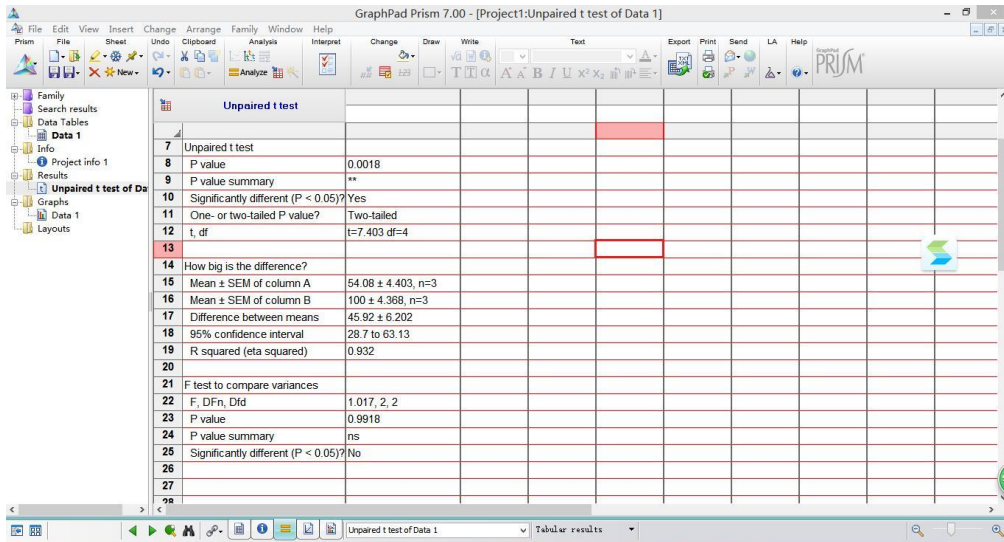 GraphPad Prism 7.00 - [Project1:Unpaired t test of Data 1]
File Edit View Insert Change Arrange Family Window Help
Prism File Sheet Undo Clipboard Analysis Interpret Change Draw Write Text Export Print Send LA Help
New
Analyze
GraphPad
PRISM
Family
Search results
Data Tables
Data 1
Info
Project info 1
Results
Unpaired t test of Da
Graphs
Data 1
Layouts
Unpaired t test
7 Unpaired t test
8 P value 0.0018
9 P value summary **
10 Significantly different (P < 0.05)? Yes
11 One- or two-tailed P value? Two-tailed
12 t, df t=7.403 df=4
13
14 How big is the difference?
15 Mean ± SEM of column A 54.08 ± 4.403, n=3
16 Mean ± SEM of column B 100 ± 4.368, n=3
17 Difference between means 45.92 ± 6.202
18 95% confidence interval 28.7 to 63.13
19 R squared (eta squared) 0.932
20
21 F test to compare variances
22 F, DFn, Dfd 1.017, 2, 2
23 P value 0.9918
24 P value summary ns
25 Significantly different (P < 0.05)? No
26
27
28
Unpaired t test of Data 1 Tabular results